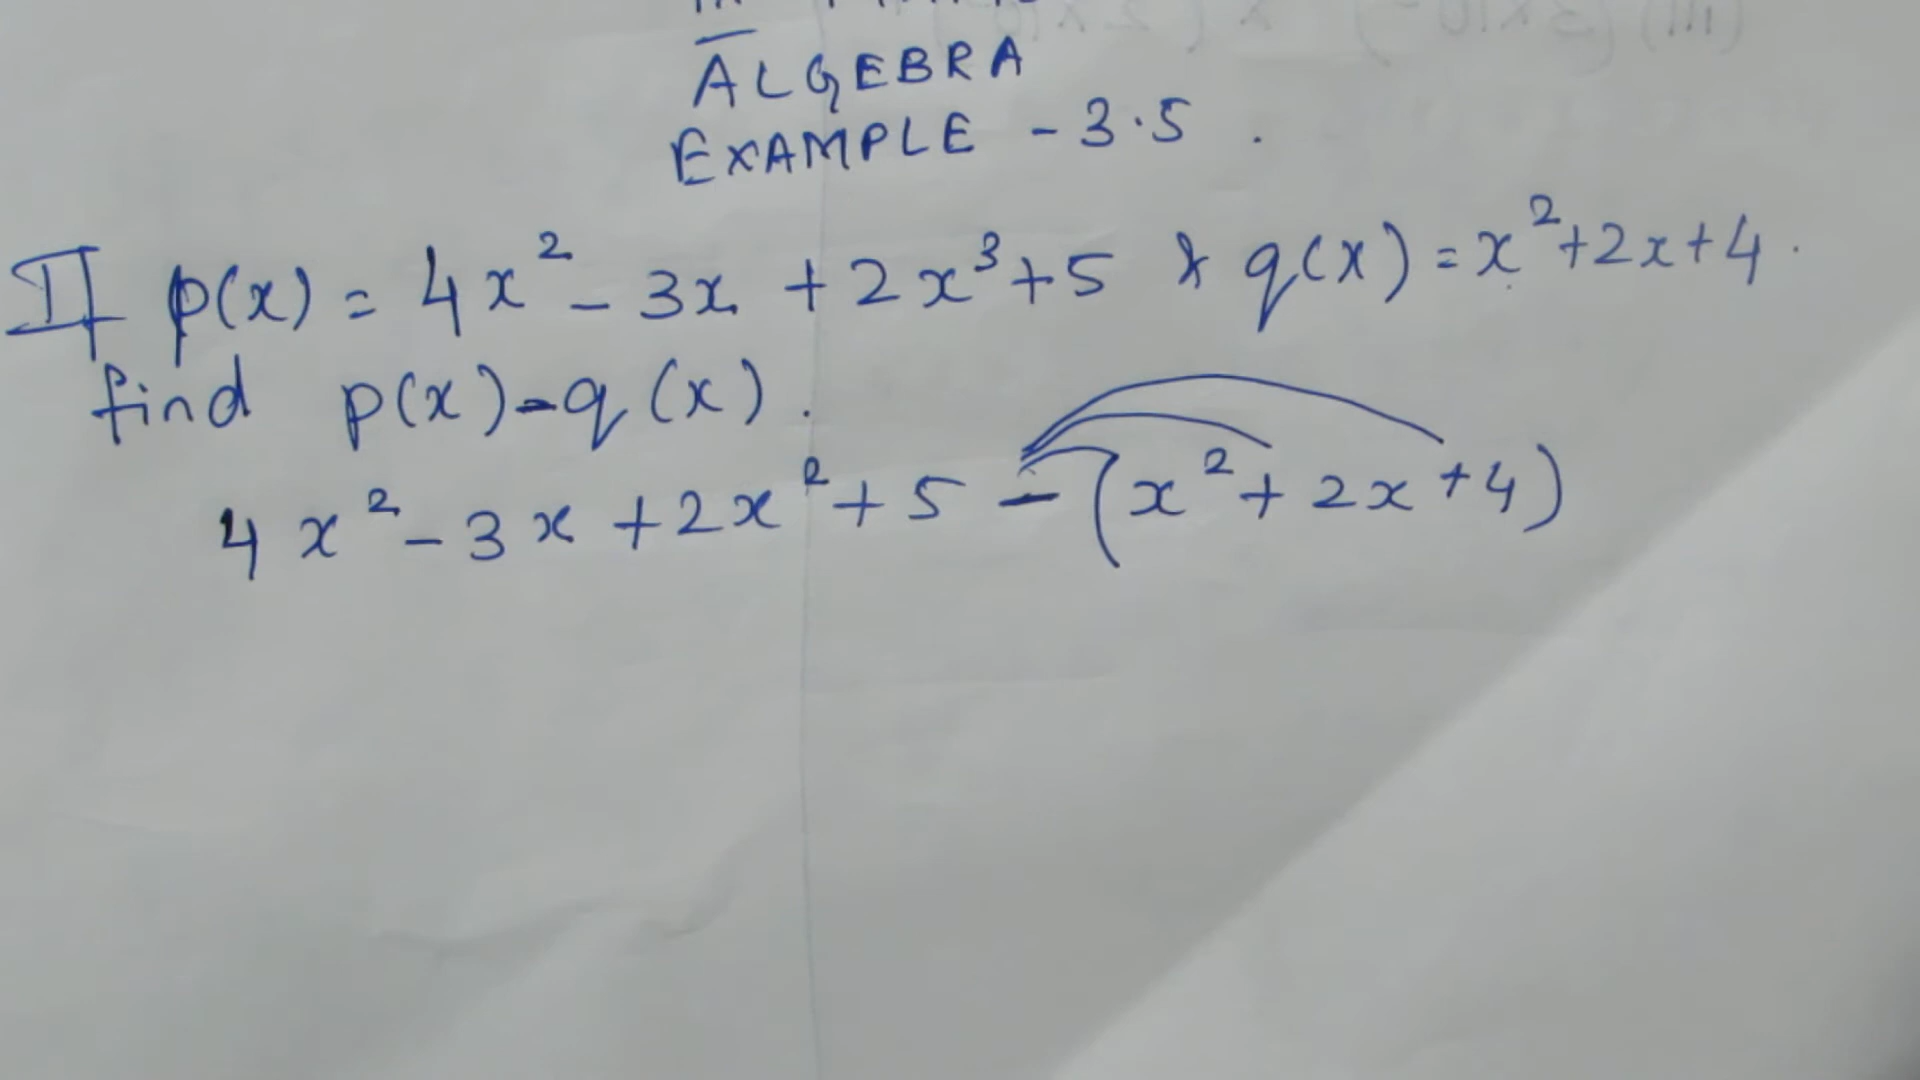 ALGEBRA
EXAMPLE - 3.5 .
If p(x) = 4x² - 3x + 2x³ + 5 & q(x) = x² + 2x + 4 .
find p(x) - q(x) .
4x² - 3x + 2x² + 5 - (x² + 2x + 4)